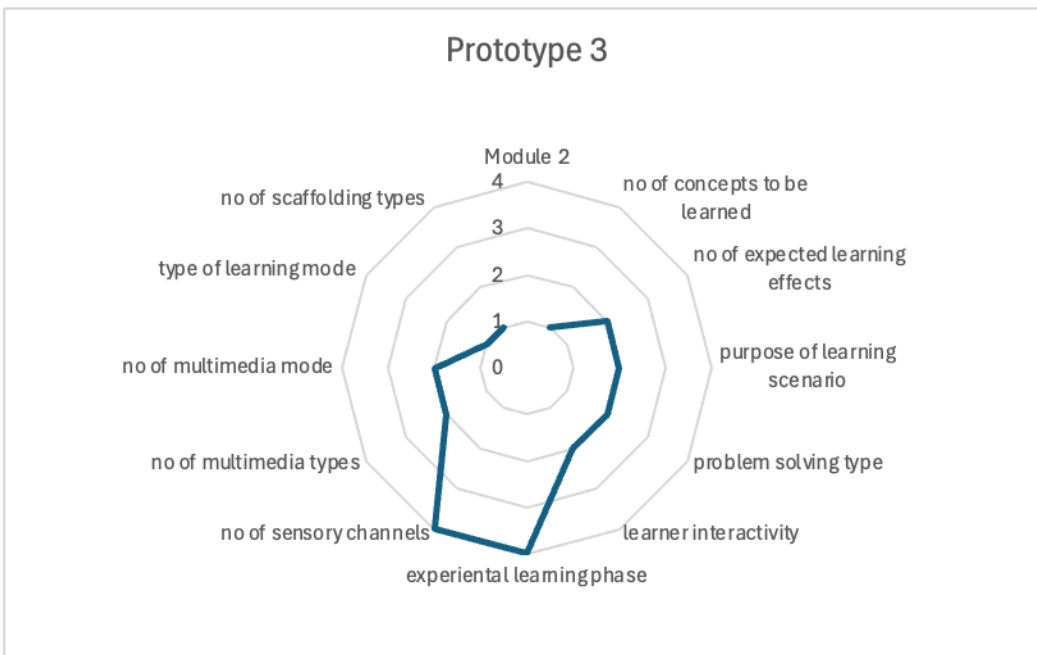 Prototype 3
Module 2
4
3
2
1
0
no of concepts to be
learned
no of expected learning
effects
purpose of learning
scenario
problem solving type
learner interactivity
experiental learning phase
no of sensory channels
no of multimedia types
no of multimedia mode
type of learning mode
no of scaffolding types